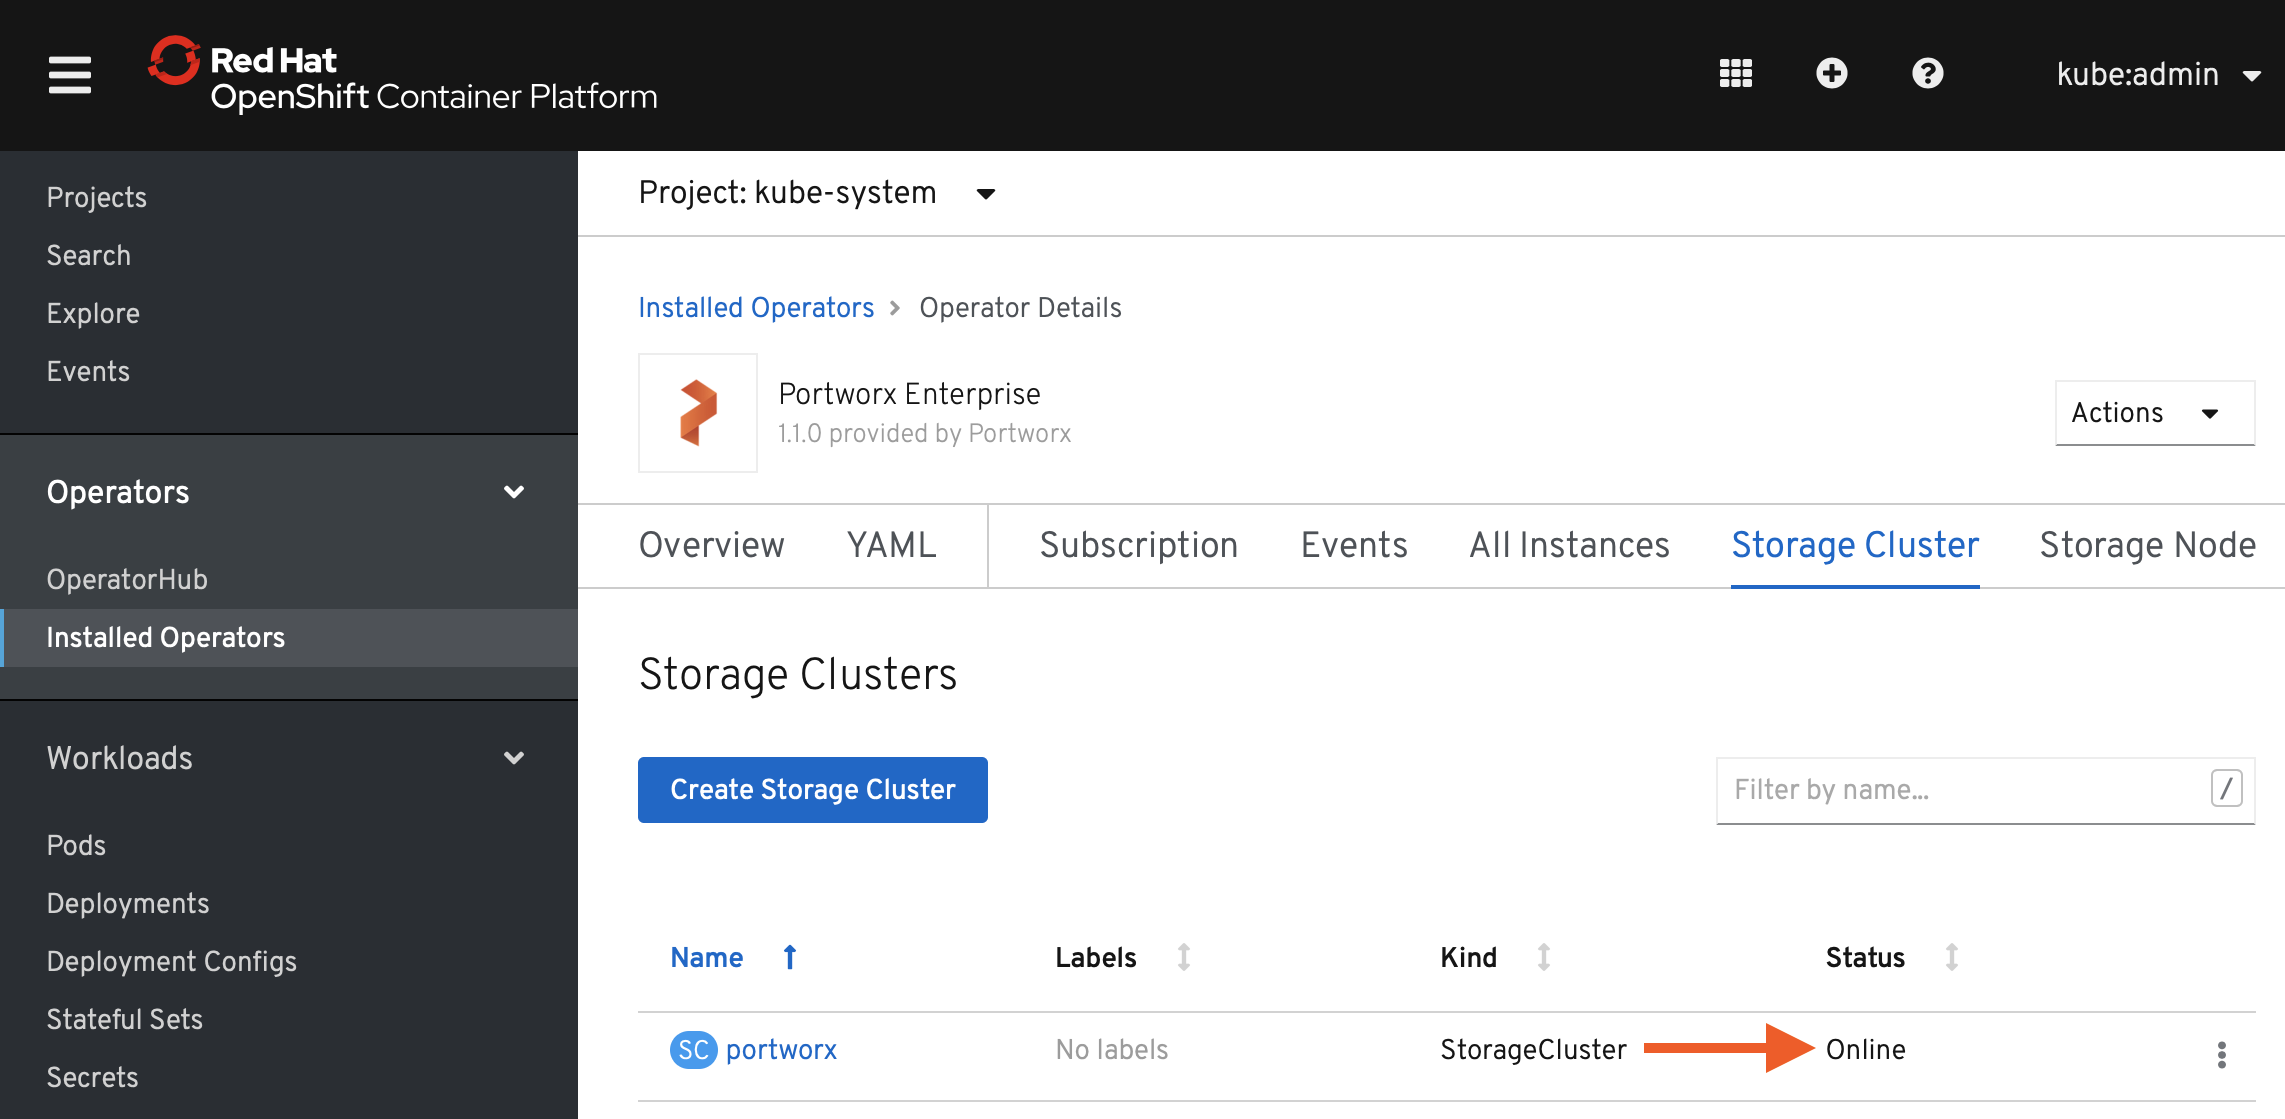 Red Hat
OpenShift Container Platform
kube:admin
Projects
Search
Explore
Events
Operators
OperatorHub
Installed Operators
Workloads
Pods
Deployments
Deployment Configs
Stateful Sets
Secrets
Project: kube-system
Installed Operators > Operator Details
Portworx Enterprise
1.1.0 provided by Portworx
Actions
Overview YAML Subscription Events All Instances Storage Cluster Storage Node
Storage Clusters
Create Storage Cluster
Filter by name...
/
Name Labels Kind Status
SC portworx No labels StorageCluster Online